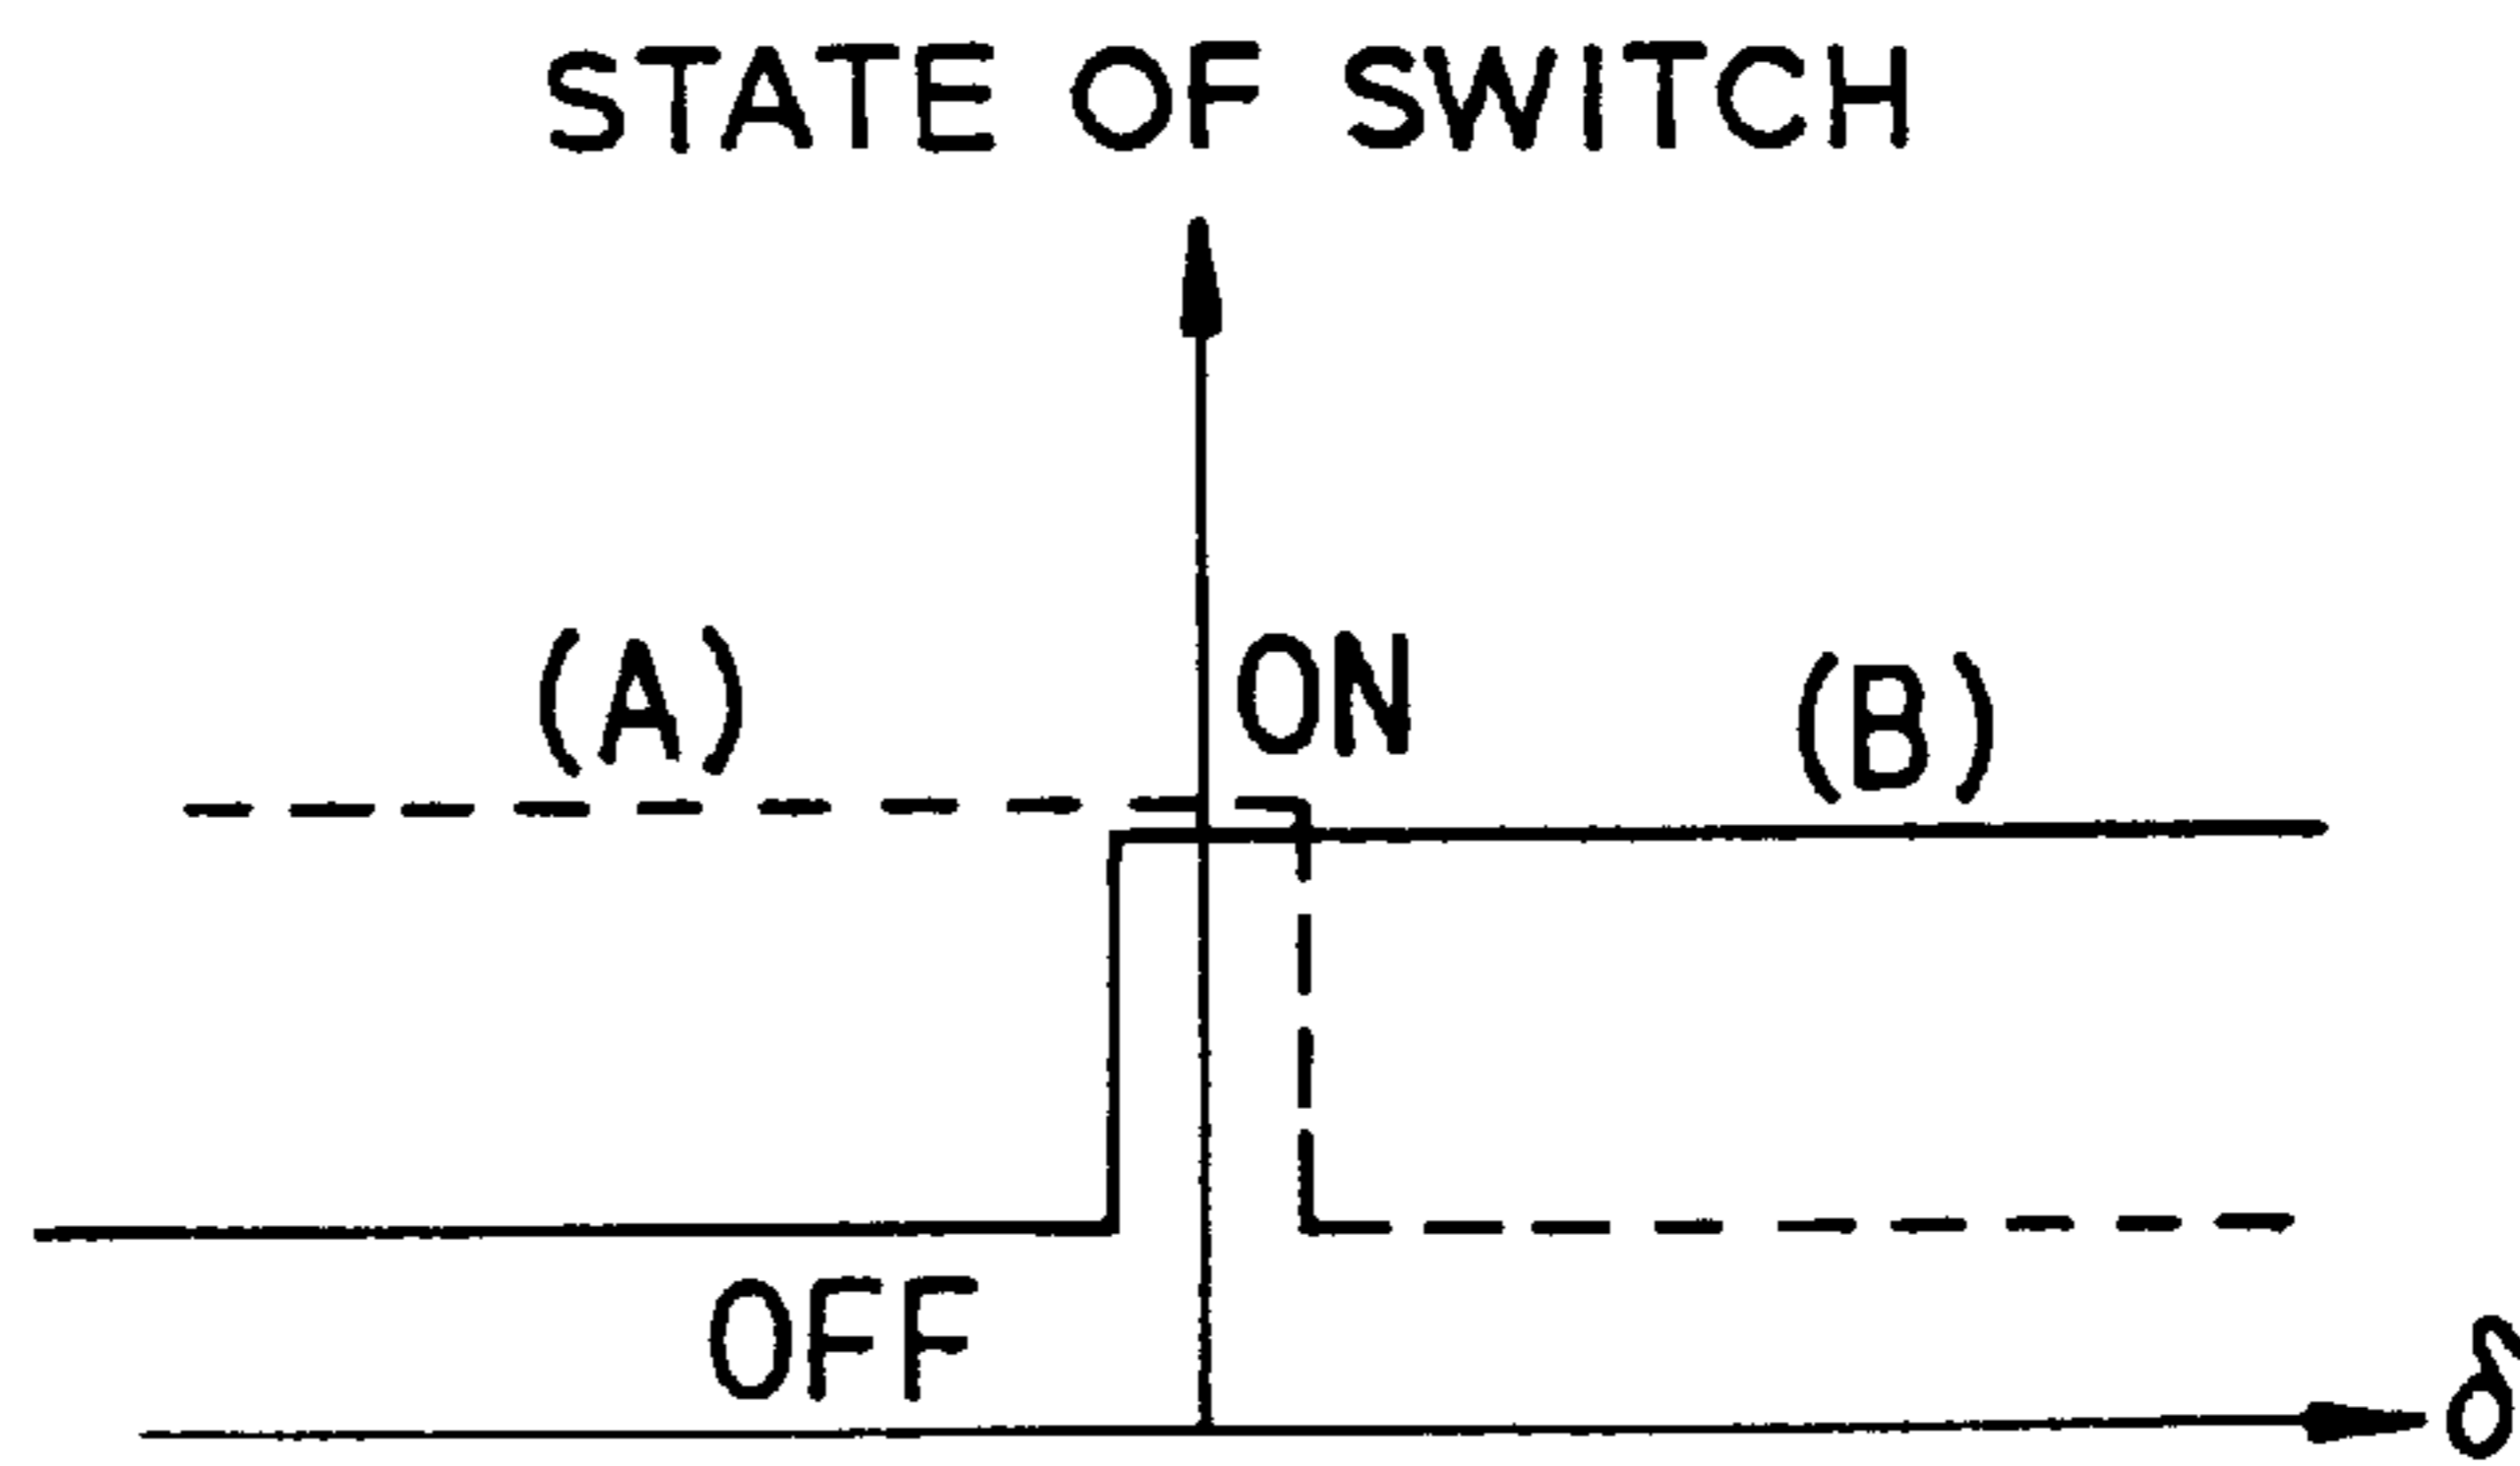 STATE OF SWITCH
(A)
ON
(B)
OFF
δ